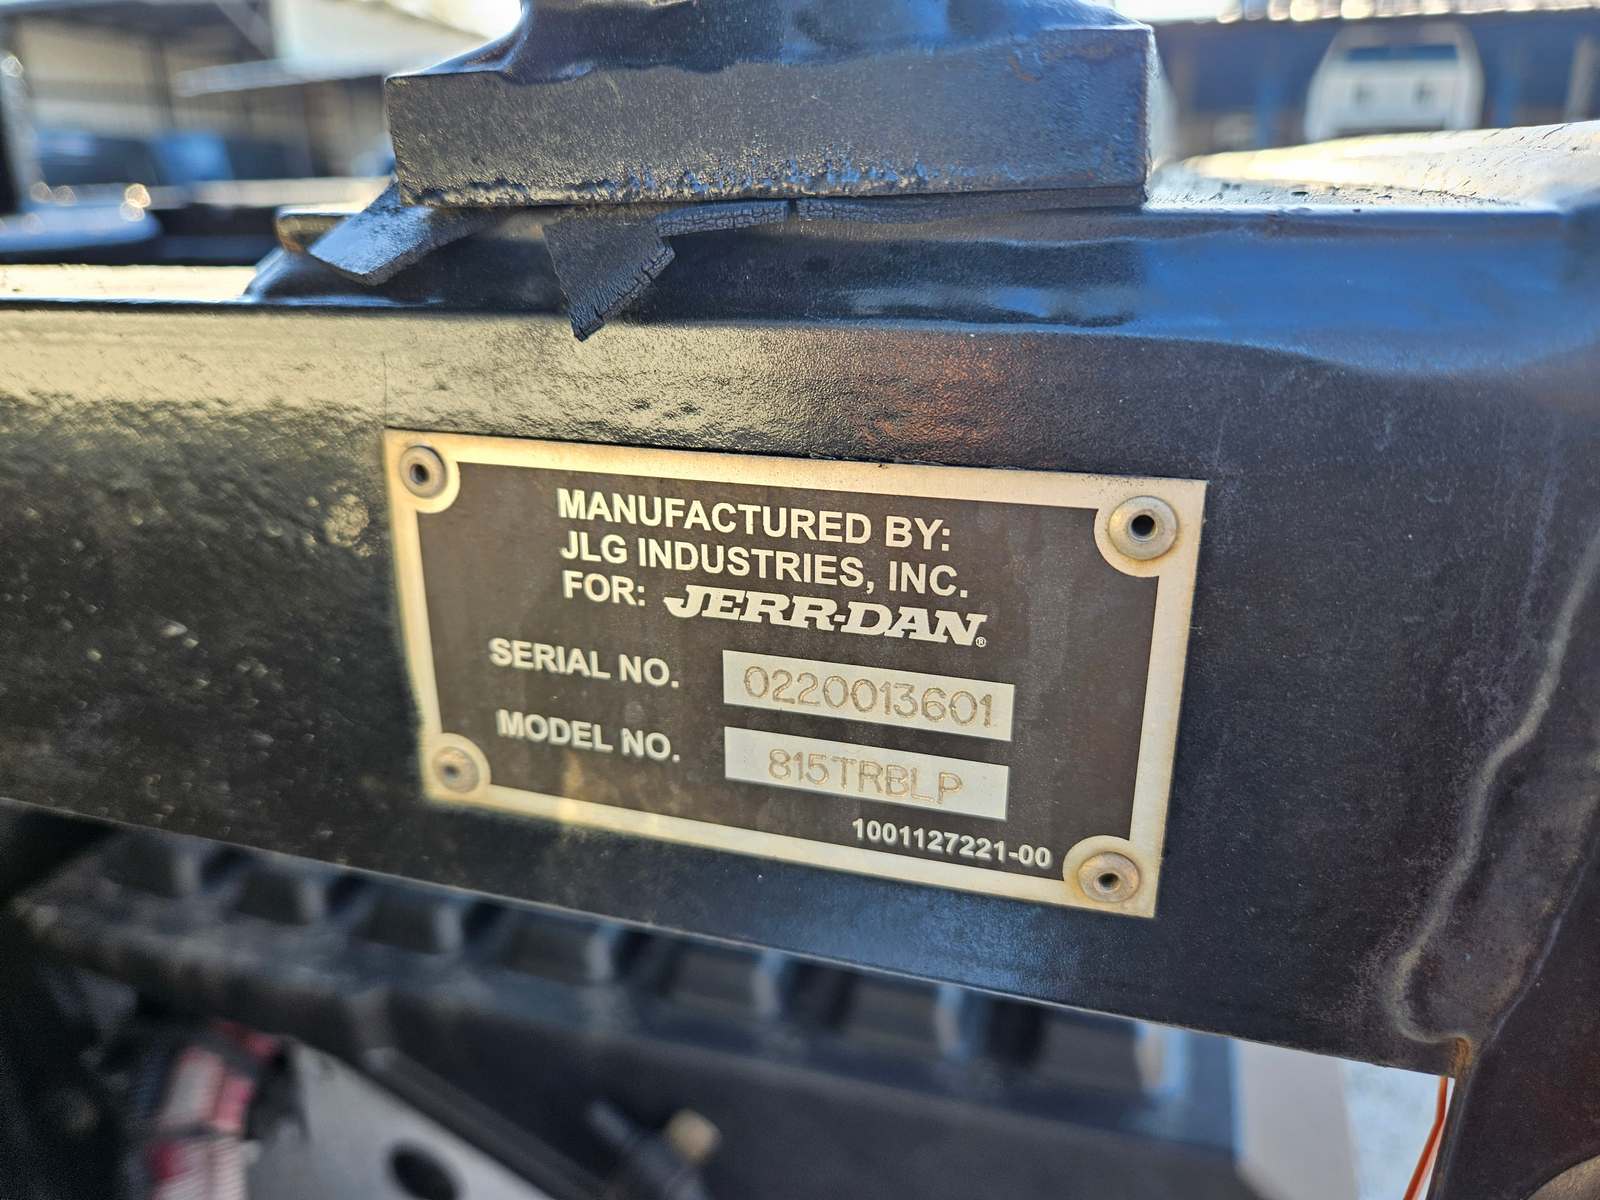 MANUFACTURED BY:
JLG INDUSTRIES, INC.
FOR: JERR-DAN®
SERIAL NO. 0220013601
MODEL NO. 815TRBLP
1001127221-00